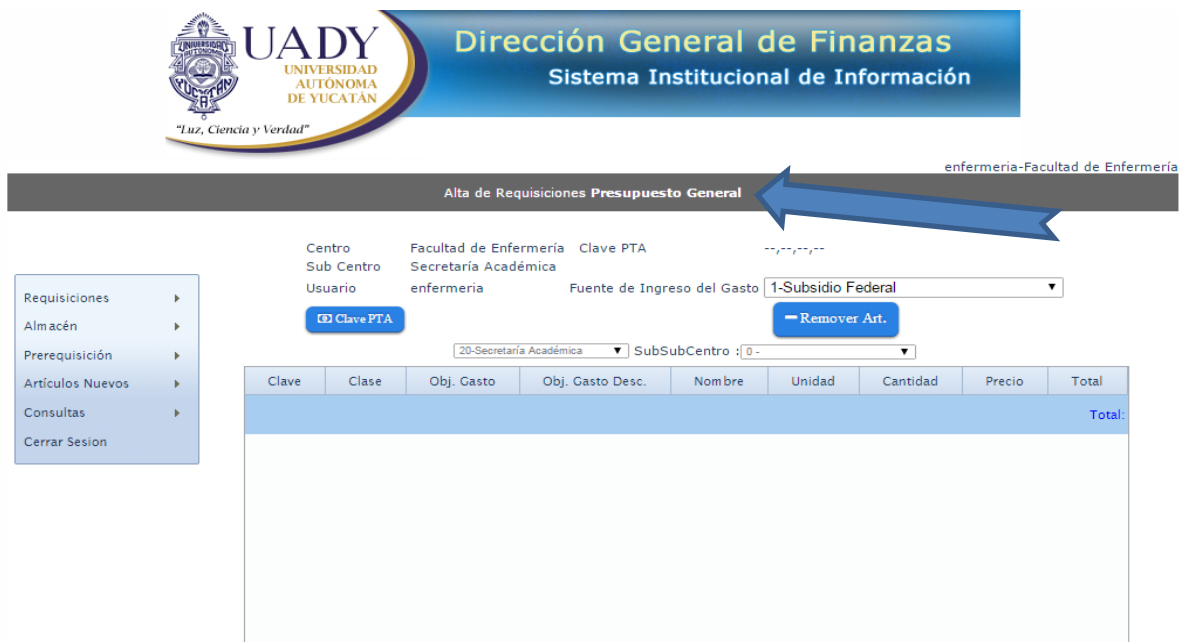 UNIVERSIDAD
AUTÓNOMA
YUCATÁN
UADY
UNIVERSIDAD
AUTÓNOMA
DE YUCATÁN
"Luz, Ciencia y Verdad"
Dirección General de Finanzas
Sistema Institucional de Información
enfermeria-Facultad de Enfermería
Alta de Requisiciones Presupuesto General
Centro Facultad de Enfermería Clave PTA --,--,--,--
Sub Centro Secretaría Académica
Usuario enfermeria Fuente de Ingreso del Gasto 1-Subsidio Federal
Clave PTA Remover Art.
20-Secretaría Académica SubSubCentro : 0 -
Requisiciones
Almacén
Prerequisición
Artículos Nuevos
Consultas
Cerrar Sesion
Clave Clase Obj. Gasto Obj. Gasto Desc. Nombre Unidad Cantidad Precio Total
Total: